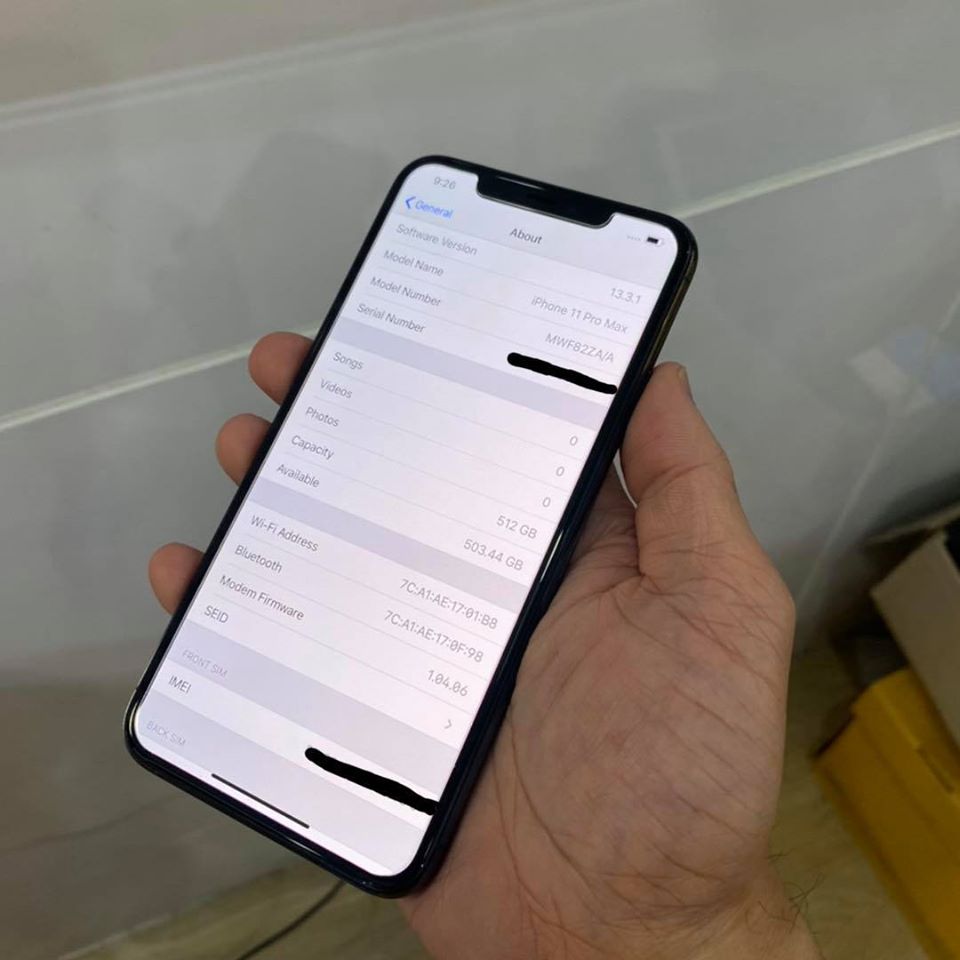 9:26
General
About
Software Version 13.3.1
Model Name iPhone 11 Pro Max
Model Number MWF82ZA/A
Serial Number
Songs 0
Videos 0
Photos 0
Capacity 512 GB
Available 503.44 GB
Wi-Fi Address 7C:A1:AE:17:01:B8
Bluetooth 7C:A1:AE:17:0F:98
Modem Firmware 1.04.06
SEID
FRONT SIM
IMEI
BACK SIM